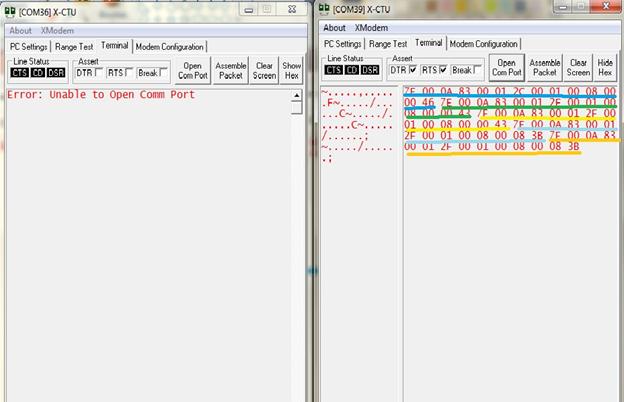 [COM36] X-CTU
About XModem
PC Settings Range Test Terminal Modem Configuration
Line Status Assert
CTS CD DSR DTR RTS Break
Open Com Port
Assemble Packet
Clear Screen
Show Hex
Error: Unable to Open Comm Port
[COM39] X-CTU
About XModem
PC Settings Range Test Terminal Modem Configuration
Line Status Assert
CTS CD DSR DTR RTS Break
Open Com Port
Assemble Packet
Clear Screen
Hide Hex
~.....,..... 7E 00 0A 83 00 01 2C 00 01 00 08 00
.F~...../... 00 46 7E 00 0A 83 00 01 2F 00 01 00
...C~...../. 08 00 00 43 7E 00 0A 83 00 01 2F 00
.....C~..... 01 00 08 00 00 43 7E 00 0A 83 00 01
/......; 2F 00 01 00 08 00 08 3B 7E 00 0A 83
~...../..... 00 01 2F 00 01 00 08 00 08 3B
.;